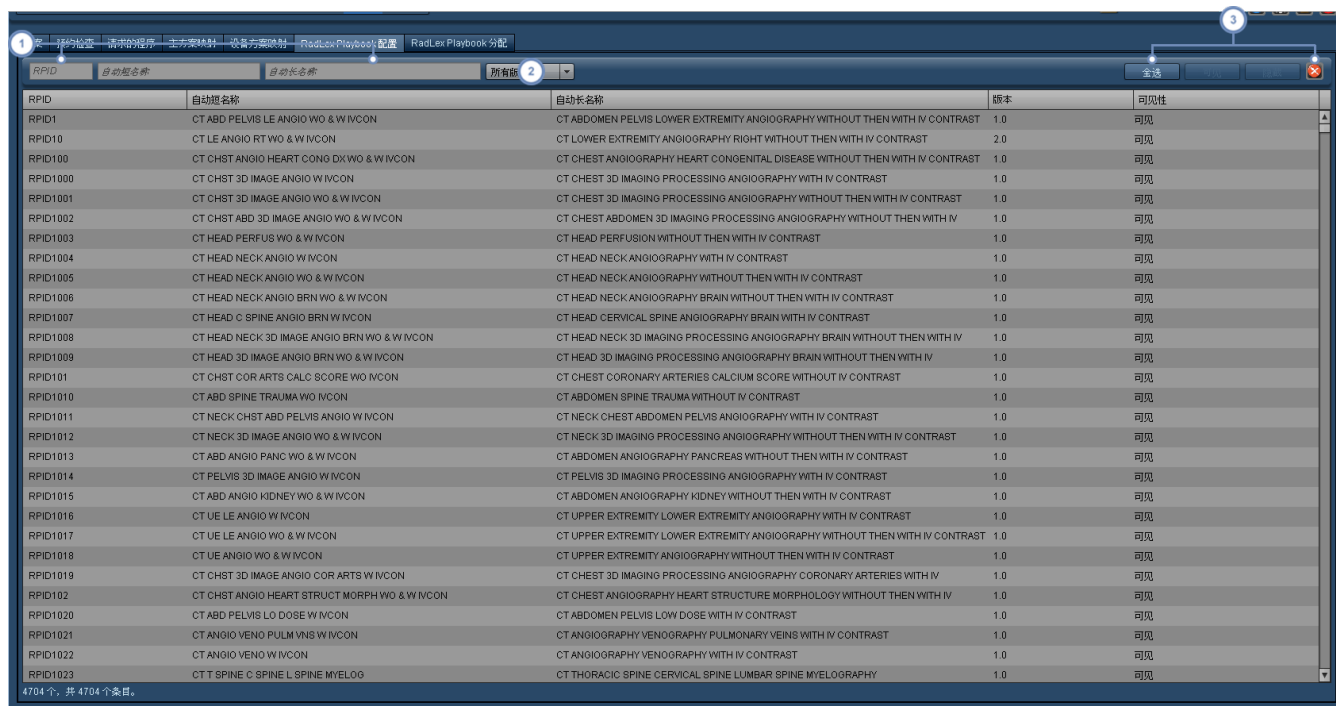 案 预约检查 请求的程序 主方案映射 设备方案映射 RadLex Playbook 配置 RadLex Playbook 分配
1
3
RPID 自动短名称 自动长名称 所有版 2 全选
RPID 自动短名称 自动长名称 版本 可见性
RPID1 CT ABD PELVIS LE ANGIO WO & W IVCON CT ABDOMEN PELVIS LOWER EXTREMITY ANGIOGRAPHY WITHOUT THEN WITH IV CONTRAST 1.0 可见
RPID10 CT LE ANGIO RT WO & W IVCON CT LOWER EXTREMITY ANGIOGRAPHY RIGHT WITHOUT THEN WITH IV CONTRAST 2.0 可见
RPID100 CT CHST ANGIO HEART CONG DX WO & W IVCON CT CHEST ANGIOGRAPHY HEART CONGENITAL DISEASE WITHOUT THEN WITH IV CONTRAST 1.0 可见
RPID1000 CT CHST 3D IMAGE ANGIO W IVCON CT CHEST 3D IMAGING PROCESSING ANGIOGRAPHY WITH IV CONTRAST 1.0 可见
RPID1001 CT CHST 3D IMAGE ANGIO WO & W IVCON CT CHEST 3D IMAGING PROCESSING ANGIOGRAPHY WITHOUT THEN WITH IV CONTRAST 1.0 可见
RPID1002 CT CHST ABD 3D IMAGE ANGIO WO & W IVCON CT CHEST ABDOMEN 3D IMAGING PROCESSING ANGIOGRAPHY WITHOUT THEN WITH IV 1.0 可见
RPID1003 CT HEAD PERFUS WO & W IVCON CT HEAD PERFUSION WITHOUT THEN WITH IV CONTRAST 1.0 可见
RPID1004 CT HEAD NECK ANGIO W IVCON CT HEAD NECK ANGIOGRAPHY WITH IV CONTRAST 1.0 可见
RPID1005 CT HEAD NECK ANGIO WO & W IVCON CT HEAD NECK ANGIOGRAPHY WITHOUT THEN WITH IV CONTRAST 1.0 可见
RPID1006 CT HEAD NECK ANGIO BRN WO & W IVCON CT HEAD NECK ANGIOGRAPHY BRAIN WITHOUT THEN WITH IV CONTRAST 1.0 可见
RPID1007 CT HEAD C SPINE ANGIO BRN W IVCON CT HEAD CERVICAL SPINE ANGIOGRAPHY BRAIN WITH IV CONTRAST 1.0 可见
RPID1008 CT HEAD NECK 3D IMAGE ANGIO BRN WO & W IVCON CT HEAD NECK 3D IMAGING PROCESSING ANGIOGRAPHY BRAIN WITHOUT THEN WITH IV 1.0 可见
RPID1009 CT HEAD 3D IMAGE ANGIO BRN WO & W IVCON CT HEAD 3D IMAGING PROCESSING ANGIOGRAPHY BRAIN WITHOUT THEN WITH IV 1.0 可见
RPID101 CT CHST COR ARTS CALC SCORE WO IVCON CT CHEST CORONARY ARTERIES CALCIUM SCORE WITHOUT IV CONTRAST 1.0 可见
RPID1010 CT ABD SPINE TRAUMA WO IVCON CT ABDOMEN SPINE TRAUMA WITHOUT IV CONTRAST 1.0 可见
RPID1011 CT NECK CHST ABD PELVIS ANGIO W IVCON CT NECK CHEST ABDOMEN PELVIS ANGIOGRAPHY WITH IV CONTRAST 1.0 可见
RPID1012 CT NECK 3D IMAGE ANGIO WO & W IVCON CT NECK 3D IMAGING PROCESSING ANGIOGRAPHY WITHOUT THEN WITH IV CONTRAST 1.0 可见
RPID1013 CT ABD ANGIO PANC WO & W IVCON CT ABDOMEN ANGIOGRAPHY PANCREAS WITHOUT THEN WITH IV CONTRAST 1.0 可见
RPID1014 CT PELVIS 3D IMAGE ANGIO W IVCON CT PELVIS 3D IMAGING PROCESSING ANGIOGRAPHY WITH IV CONTRAST 1.0 可见
RPID1015 CT ABD ANGIO KIDNEY WO & W IVCON CT ABDOMEN ANGIOGRAPHY KIDNEY WITHOUT THEN WITH IV CONTRAST 1.0 可见
RPID1016 CT UE LE ANGIO W IVCON CT UPPER EXTREMITY LOWER EXTREMITY ANGIOGRAPHY WITH IV CONTRAST 1.0 可见
RPID1017 CT UE LE ANGIO WO & W IVCON CT UPPER EXTREMITY LOWER EXTREMITY ANGIOGRAPHY WITHOUT THEN WITH IV CONTRAST 1.0 可见
RPID1018 CT UE ANGIO WO & W IVCON CT UPPER EXTREMITY ANGIOGRAPHY WITHOUT THEN WITH IV CONTRAST 1.0 可见
RPID1019 CT CHST 3D IMAGE ANGIO COR ARTS W IVCON CT CHEST 3D IMAGING PROCESSING ANGIOGRAPHY CORONARY ARTERIES WITH IV 1.0 可见
RPID102 CT CHST ANGIO HEART STRUCT MORPH WO & W IVCON CT CHEST ANGIOGRAPHY HEART STRUCTURE MORPHOLOGY WITHOUT THEN WITH IV 1.0 可见
RPID1020 CT ABD PELVIS LO DOSE W IVCON CT ABDOMEN PELVIS LOW DOSE WITH IV CONTRAST 1.0 可见
RPID1021 CT ANGIO VENO PULM VNS W IVCON CT ANGIOGRAPHY VENOGRAPHY PULMONARY VEINS WITH IV CONTRAST 1.0 可见
RPID1022 CT ANGIO VENO W IVCON CT ANGIOGRAPHY VENOGRAPHY WITH IV CONTRAST 1.0 可见
RPID1023 CT T SPINE C SPINE L SPINE MYELOG CT THORACIC SPINE CERVICAL SPINE LUMBAR SPINE MYELOGRAPHY 1.0 可见
4704 个，共 4704 个条目。